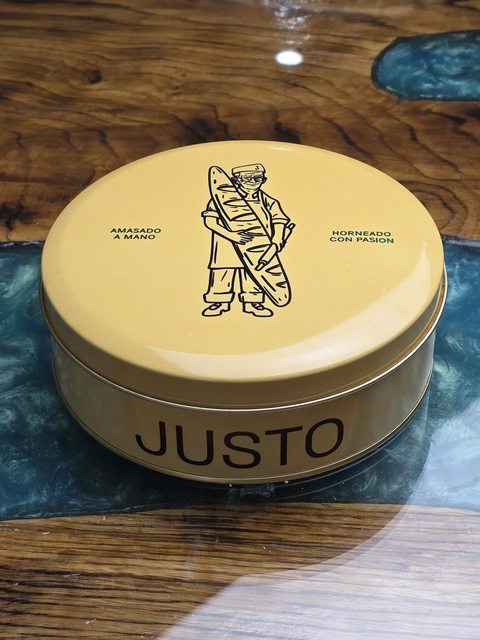 AMASADO
A MANO
HORNEADO
CON PASION
JUSTO